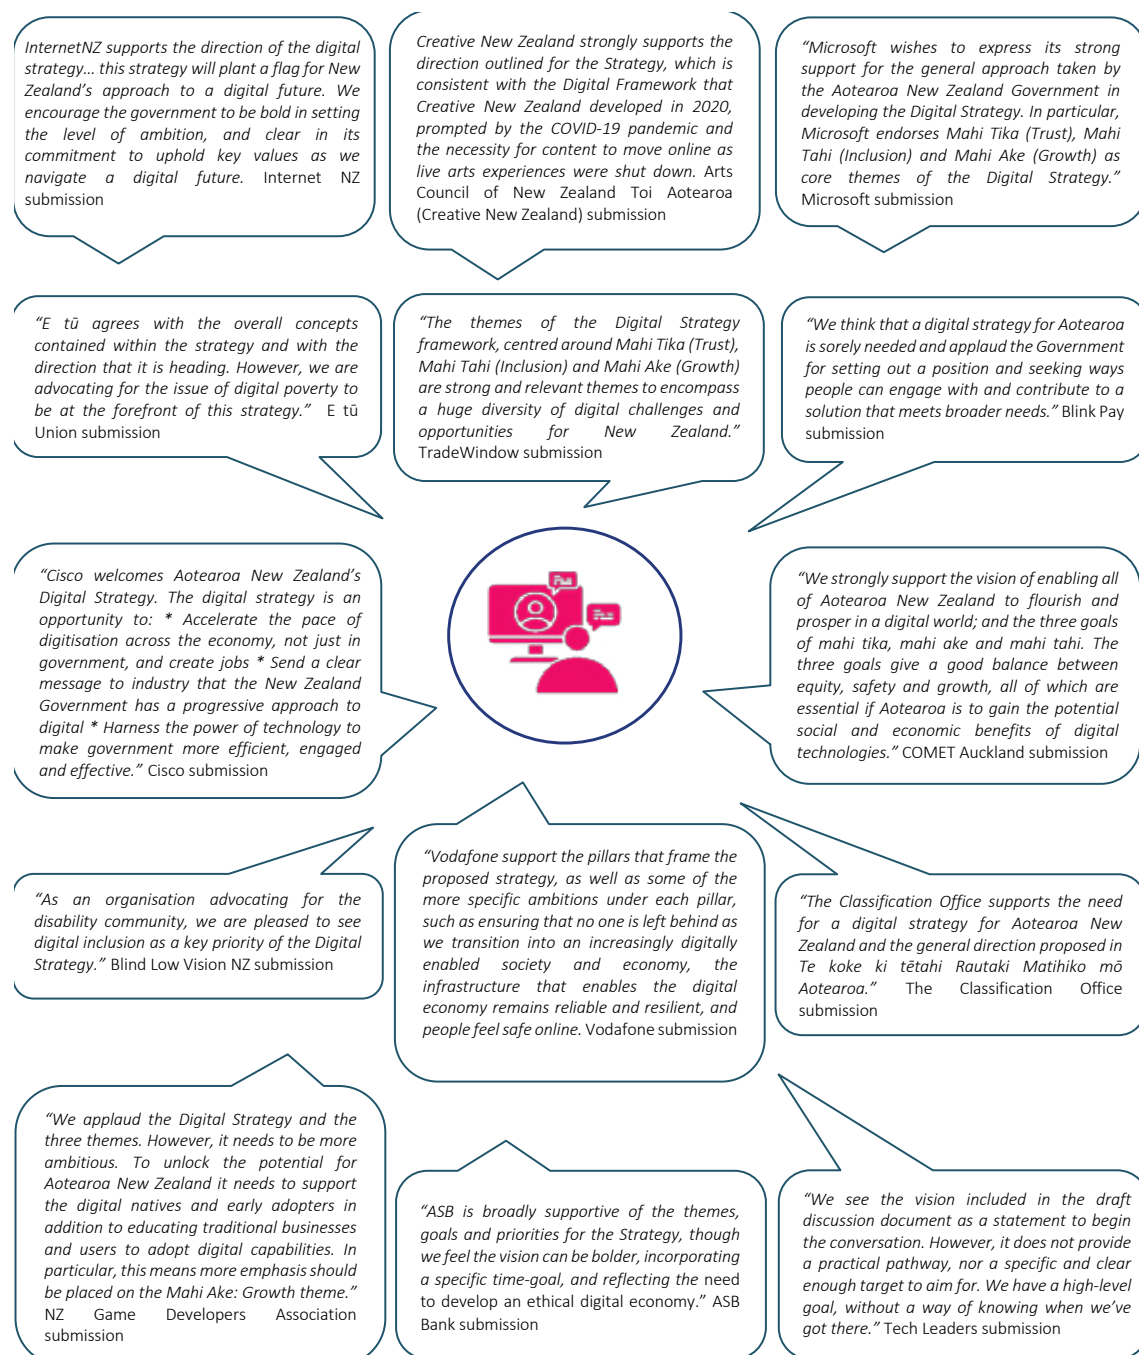 InternetNZ supports the direction of the digital
strategy... this strategy will plant a flag for New
Zealand’s approach to a digital future. We
encourage the government to be bold in setting
the level of ambition, and clear in its
commitment to uphold key values as we
navigate a digital future. Internet NZ
submission
Creative New Zealand strongly supports the
direction outlined for the Strategy, which is
consistent with the Digital Framework that
Creative New Zealand developed in 2020,
prompted by the COVID-19 pandemic and
the necessity for content to move online as
live arts experiences were shut down. Arts
Council of New Zealand Toi Aotearoa
(Creative New Zealand) submission
“Microsoft wishes to express its strong
support for the general approach taken by
the Aotearoa New Zealand Government in
developing the Digital Strategy. In particular,
Microsoft endorses Mahi Tika (Trust), Mahi
Tahi (Inclusion) and Mahi Ake (Growth) as
core themes of the Digital Strategy.”
Microsoft submission
“E tū agrees with the overall concepts
contained within the strategy and with the
direction that it is heading. However, we are
advocating for the issue of digital poverty to
be at the forefront of this strategy.” E tū
Union submission
“The themes of the Digital Strategy
framework, centred around Mahi Tika (Trust),
Mahi Tahi (Inclusion) and Mahi Ake (Growth)
are strong and relevant themes to encompass
a huge diversity of digital challenges and
opportunities for New Zealand.”
TradeWindow submission
“We think that a digital strategy for Aotearoa
is sorely needed and applaud the Government
for setting out a position and seeking ways
people can engage with and contribute to a
solution that meets broader needs.” Blink Pay
submission
“Cisco welcomes Aotearoa New Zealand’s
Digital Strategy. The digital strategy is an
opportunity to: * Accelerate the pace of
digitisation across the economy, not just in
government, and create jobs * Send a clear
message to industry that the New Zealand
Government has a progressive approach to
digital * Harness the power of technology to
make government more efficient, engaged
and effective.” Cisco submission
“We strongly support the vision of enabling all
of Aotearoa New Zealand to flourish and
prosper in a digital world; and the three goals
of mahi tika, mahi ake and mahi tahi. The
three goals give a good balance between
equity, safety and growth, all of which are
essential if Aotearoa is to gain the potential
social and economic benefits of digital
technologies.” COMET Auckland submission
“As an organisation advocating for the
disability community, we are pleased to see
digital inclusion as a key priority of the Digital
Strategy.” Blind Low Vision NZ submission
“Vodafone support the pillars that frame the
proposed strategy, as well as some of the
more specific ambitions under each pillar,
such as ensuring that no one is left behind as
we transition into an increasingly digitally
enabled society and economy, the
infrastructure that enables the digital
economy remains reliable and resilient, and
people feel safe online. Vodafone submission
“The Classification Office supports the need
for a digital strategy for Aotearoa New
Zealand and the general direction proposed in
Te koke ki tētahi Rautaki Matihiko mō
Aotearoa.” The Classification Office
submission
“We applaud the Digital Strategy and the
three themes. However, it needs to be more
ambitious. To unlock the potential for
Aotearoa New Zealand it needs to support
the digital natives and early adopters in
addition to educating traditional businesses
and users to adopt digital capabilities. In
particular, this means more emphasis should
be placed on the Mahi Ake: Growth theme.”
NZ Game Developers Association
submission
“ASB is broadly supportive of the themes,
goals and priorities for the Strategy, though
we feel the vision can be bolder, incorporating
a specific time-goal, and reflecting the need
to develop an ethical digital economy.” ASB
Bank submission
“We see the vision included in the draft
discussion document as a statement to begin
the conversation. However, it does not provide
a practical pathway, nor a specific and clear
enough target to aim for. We have a high-level
goal, without a way of knowing when we’ve
got there.” Tech Leaders submission